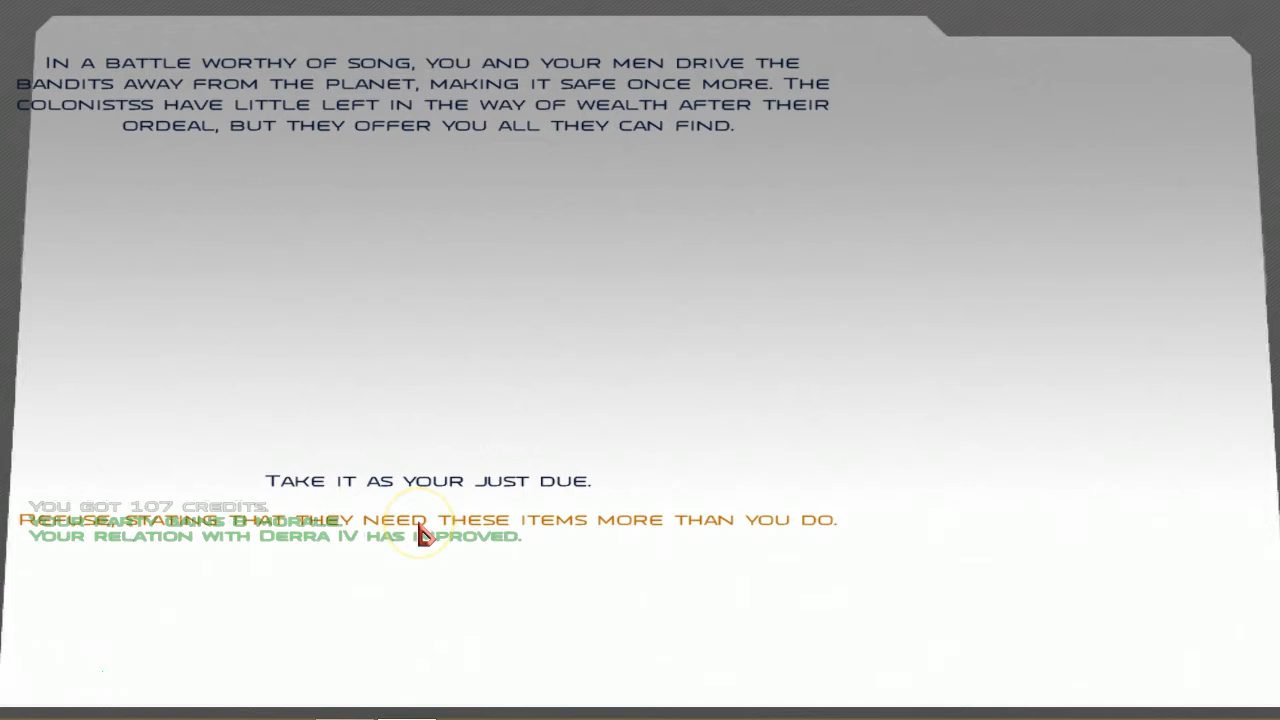 In a battle worthy of song, you and your men drive the
bandits away from the planet, making it safe once more. The
colonistss have little left in the way of wealth after their
ordeal, but they offer you all they can find.
Take it as your just due.
You got 107 credits.
Refuse, stating that they need these items more than you do.
Your relation with Derra IV has improved.